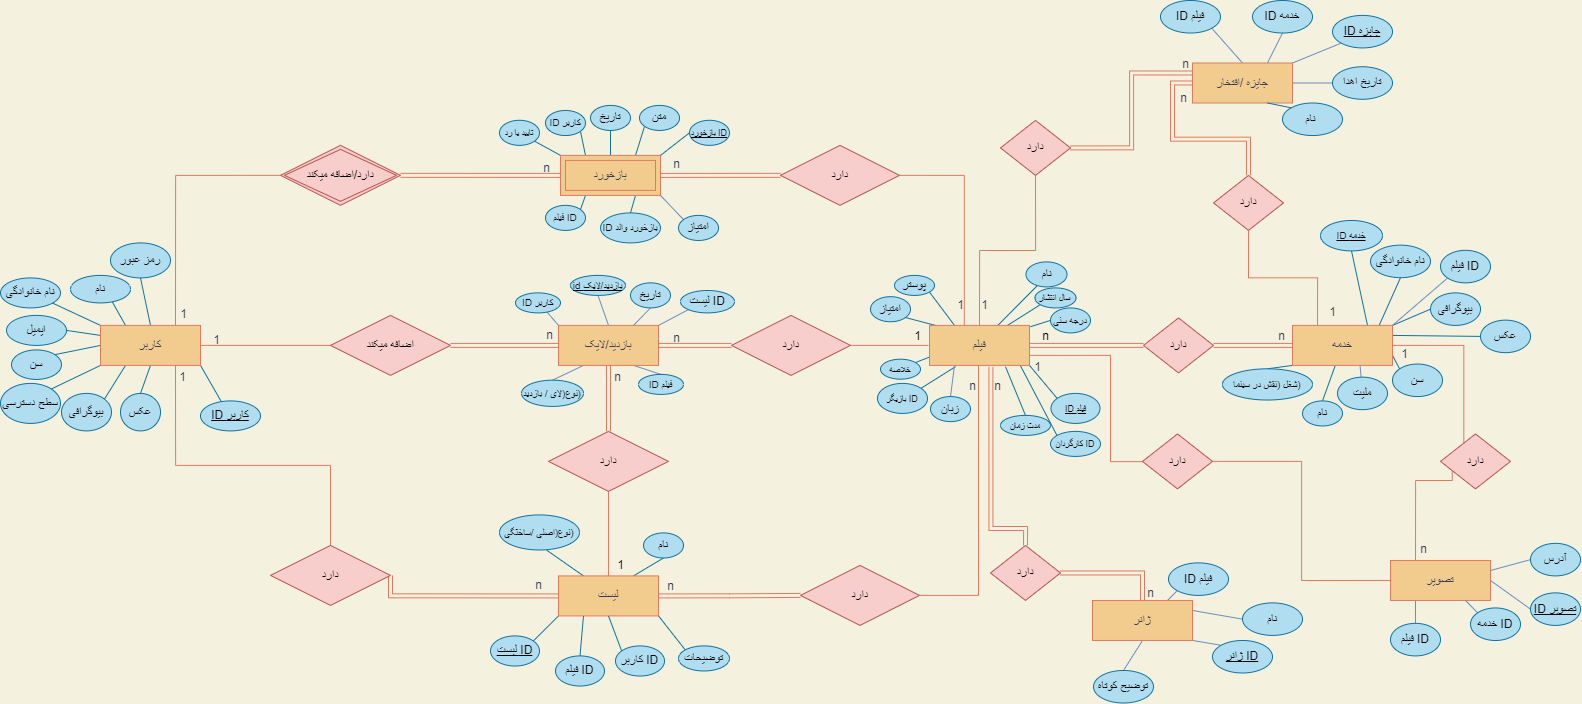 فیلم ID
خدمه ID
جایزه ID
تاریخ اهدا
نام
جایزه /افتخار
n
n
دارد
دارد
تایید یا رد
کاربر ID
تاریخ
متن
ID بازخورد
بازخورد
n
n
دارد/اضافه میکند
دارد
ID فیلم
بازخورد والد ID
امتیاز
رمز عبور
نام
نام خانوانگی
ایمیل
سن
سطح دسترسی
بیوگرافی
عکس
کاربر ID
کاربر
1
1
1
اضافه میکند
n
کاربر ID
بازدید/لایک id
تاریخ
ID لیست
بازدید/لایک
n
n
نوع(لای / بازدید)
فیلم ID
دارد
دارد
پوستر
امتیاز
خلاصه
ID بازیگر
زبان
مدت زمان
ID کارگردان
فیلم ID
نام
سال انتشار
درجه سنی
فیلم
1
1
1
n
1
n
n
دارد
n
خدمه ID
نام خانوانگی
ID فیلم
بیوگرافی
عکس
سن
ملیت
نام
شغل (نقش در سینما)
خدمه
1
1
دارد
دارد
نوع(اصلی /ساختگی)
نام
1
n
n
لیست
ID لیست
ID فیلم
ID کاربر
توضیحات
دارد
دارد
دارد
فیلم ID
نام
ID ژانر
توضیح کوتاه
ژانر
n
n
تصویر
آدرس
تصویر ID
ID خدمه
ID فیلم